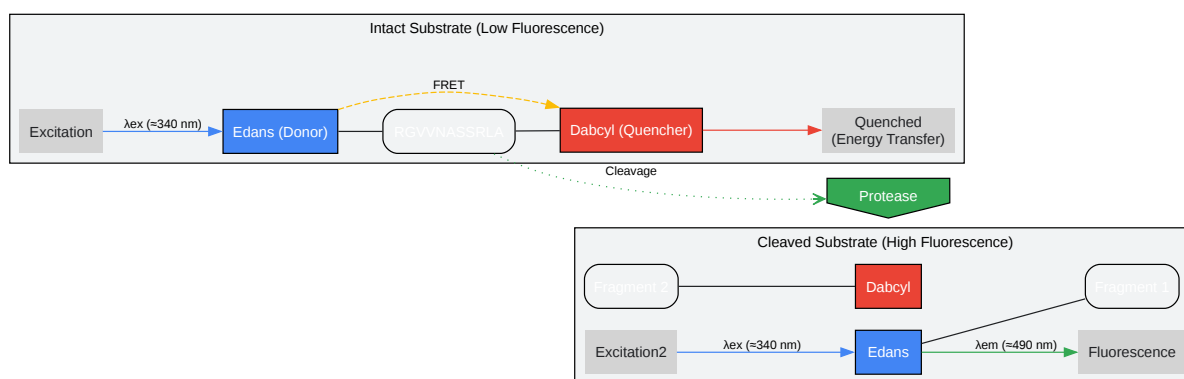 Intact Substrate (Low Fluorescence)
FRET
Excitation
λex (≈340 nm)
Edans (Donor)
RGVVNASSRLA
Dabcyl (Quencher)
Quenched
(Energy Transfer)
Cleavage
Protease
Cleaved Substrate (High Fluorescence)
Fragment 2
Dabcyl
Fragment 1
Excitation2
λex (≈340 nm)
Edans
λem (≈490 nm)
Fluorescence